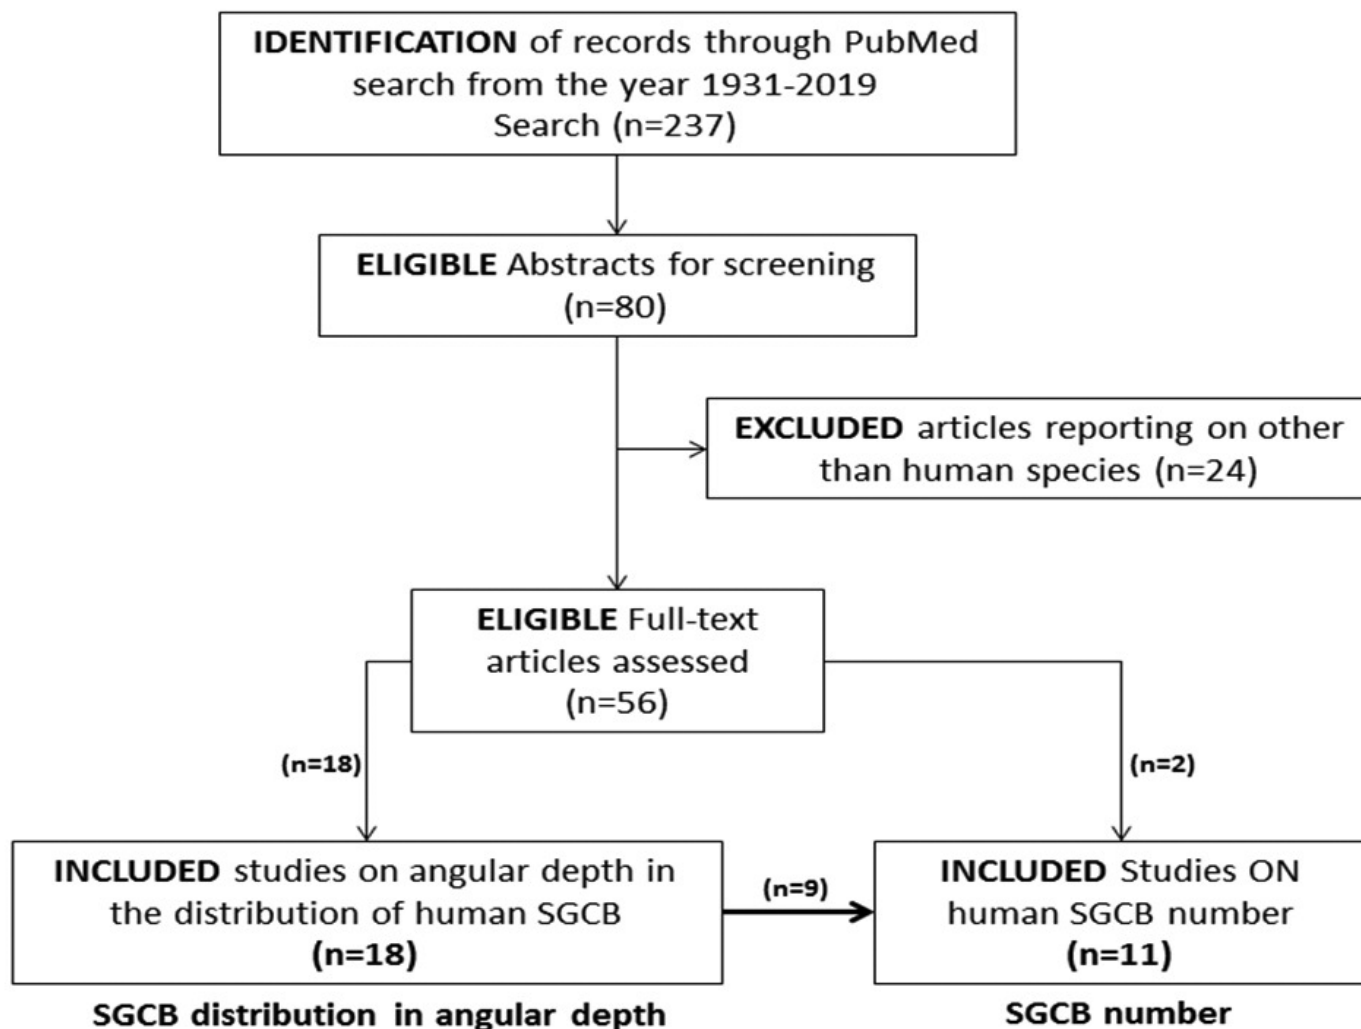 IDENTIFICATION of records through PubMed
search from the year 1931-2019
Search (n=237)
ELIGIBLE Abstracts for screening
(n=80)
EXCLUDED articles reporting on other
than human species (n=24)
ELIGIBLE Full-text
articles assessed
(n=56)
(n=18)
(n=2)
INCLUDED studies on angular depth in
the distribution of human SGCB
(n=18)
(n=9)
INCLUDED Studies ON
human SGCB number
(n=11)
SGCB distribution in angular depth
SGCB number